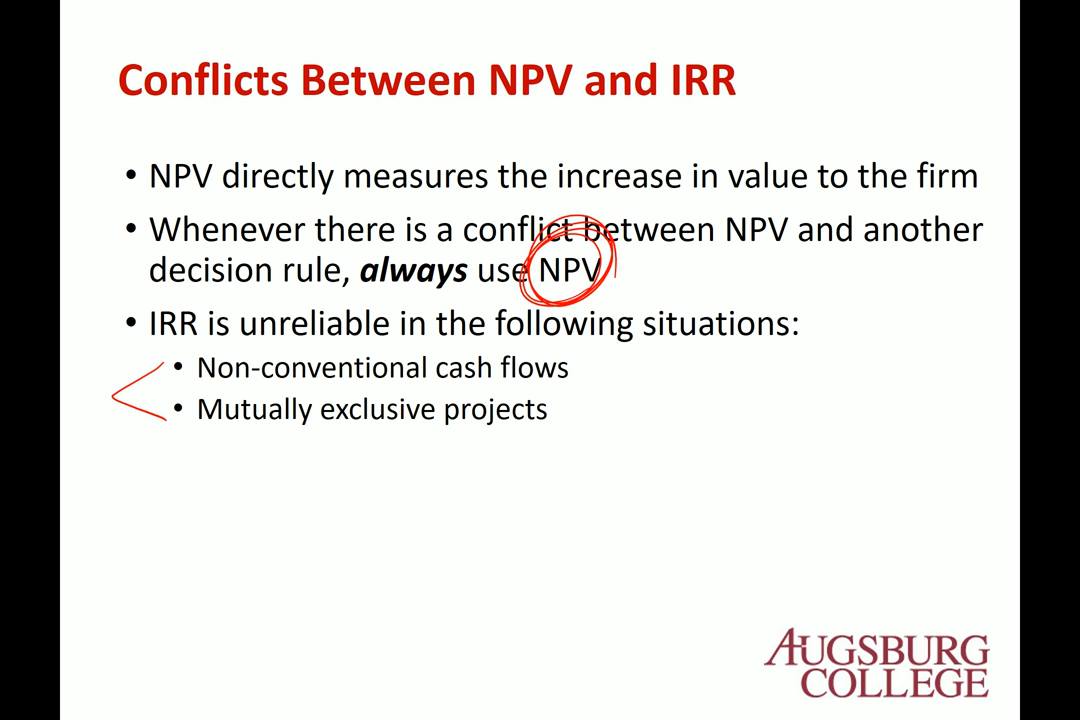 Conflicts Between NPV and IRR
• NPV directly measures the increase in value to the firm
• Whenever there is a conflict between NPV and another
decision rule, always use NPV
• IRR is unreliable in the following situations:
• Non-conventional cash flows
• Mutually exclusive projects
AUGSBURG
COLLEGE